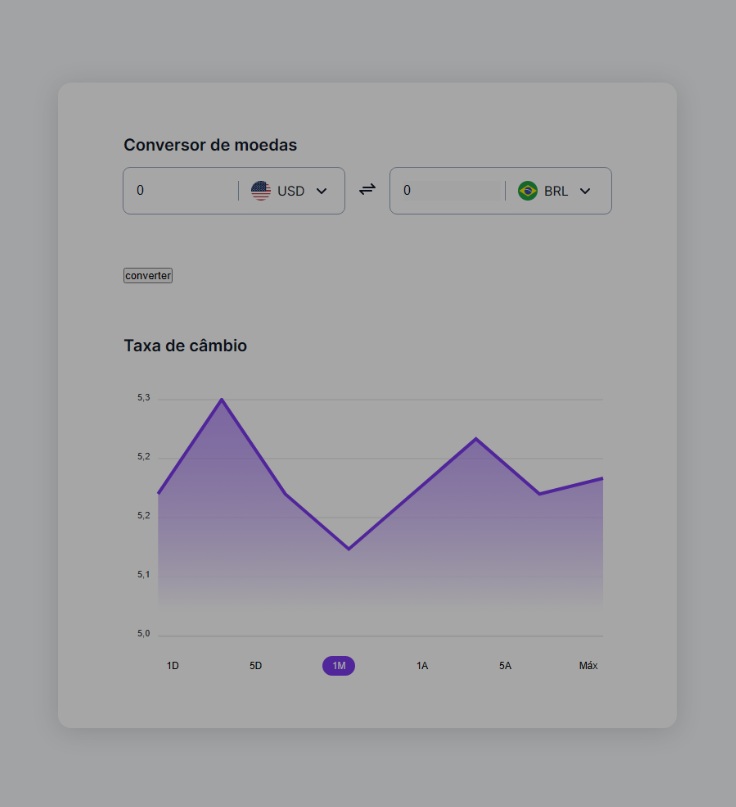 Conversor de moedas
0 USD 0 BRL
converter
Taxa de câmbio
5,3
5,2
5,2
5,1
5,0
1D 5D 1M 1A 5A Máx